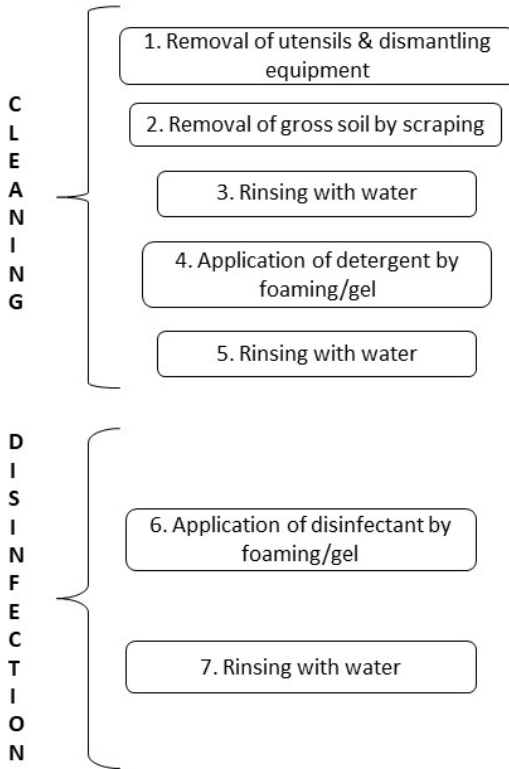 CLEANING
1. Removal of utensils & dismantling
equipment
2. Removal of gross soil by scraping
3. Rinsing with water
4. Application of detergent by
foaming/gel
5. Rinsing with water
DISINFECTION
6. Application of disinfectant by
foaming/gel
7. Rinsing with water